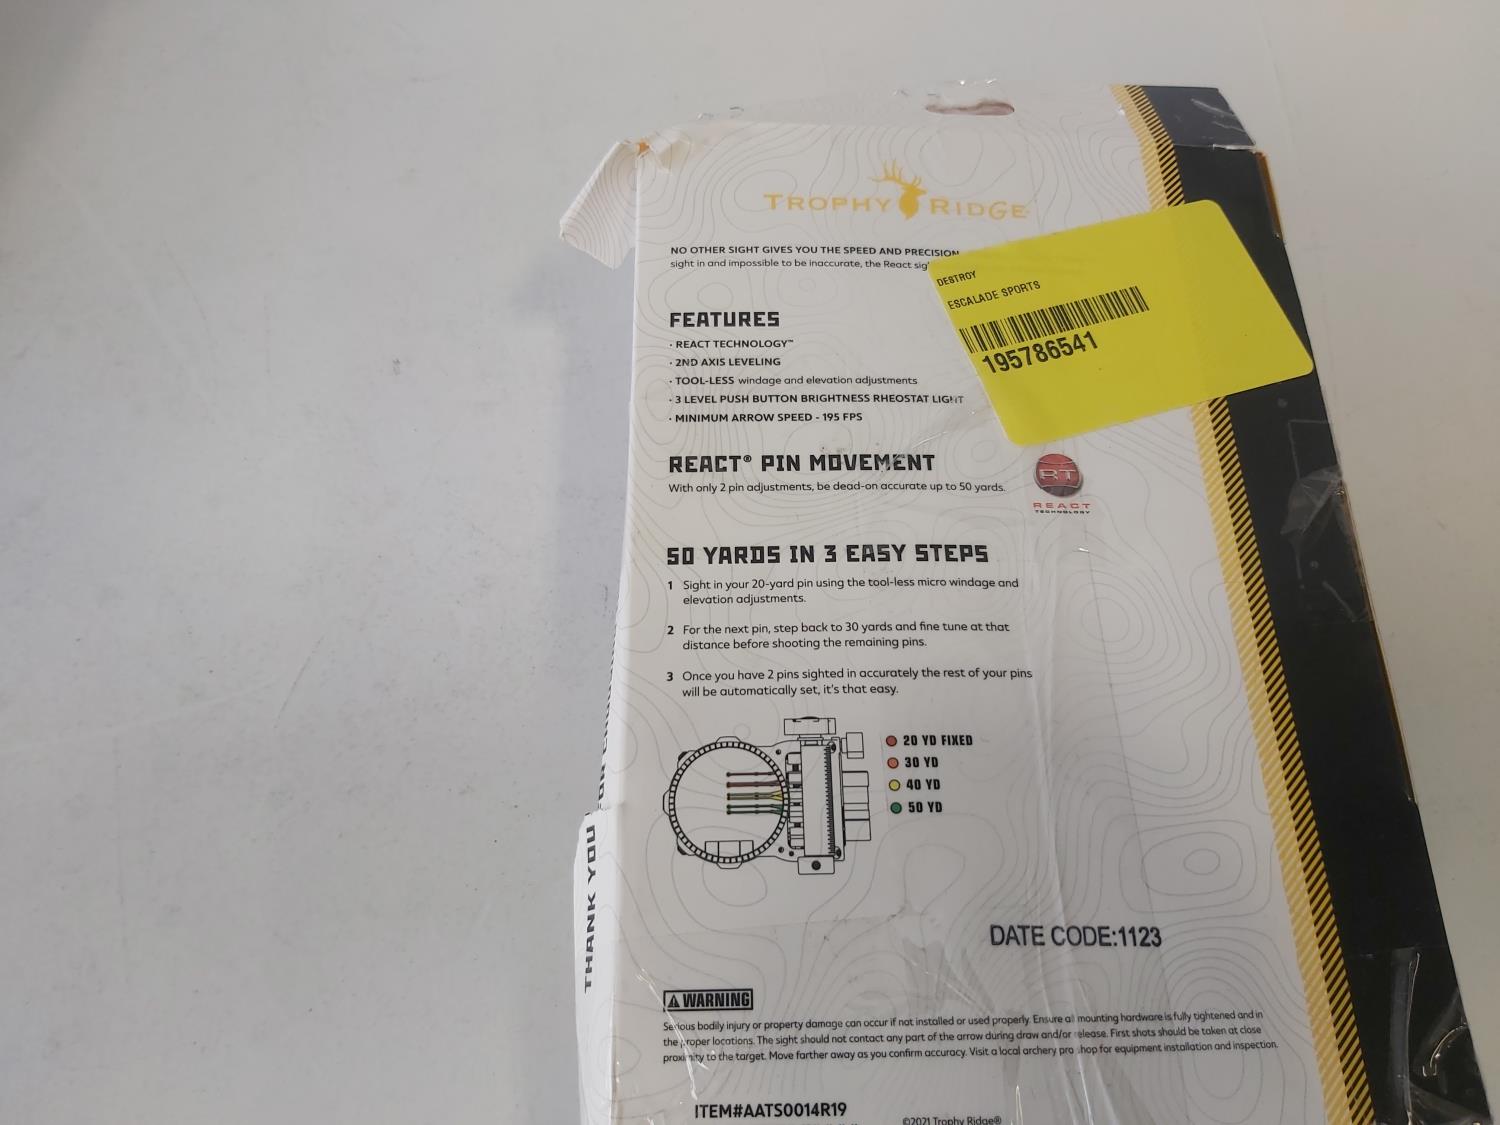 TROPHY RIDGE
NO OTHER SIGHT GIVES YOU THE SPEED AND PRECISION
sight in and impossible to be inaccurate, the React
DESTROY
ESCALADE SPORTS
195786541
FEATURES
· REACT TECHNOLOGY™
· 2ND AXIS LEVELING
· TOOL-LESS windage and elevation adjustments
· 3 LEVEL PUSH BUTTON BRIGHTNESS RHEOSTAT LIGHT
· MINIMUM ARROW SPEED - 195 FPS
REACT® PIN MOVEMENT
With only 2 pin adjustments, be dead-on accurate up to 50 yards.
RT
REACT
TECHNOLOGY
50 YARDS IN 3 EASY STEPS
1 Sight in your 20-yard pin using the tool-less micro windage and
elevation adjustments.
2 For the next pin, step back to 30 yards and fine tune at that
distance before shooting the remaining pins.
3 Once you have 2 pins sighted in accurately the rest of your pins
will be automatically set, it's that easy.
20 YD FIXED
30 YD
40 YD
50 YD
THANK YOU FOR
DATE CODE:1123
WARNING
Serious bodily injury or property damage can occur if not installed or used properly. Ensure all mounting hardware is fully tightened and in
the proper locations. The sight should not contact any part of the arrow during draw and/or release. First shots should be taken at close
proximity to the target. Move farther away as you confirm accuracy. Visit a local archery pro shop for equipment installation and inspection.
ITEM#AATS0014R19
©2021 Trophy Ridge®